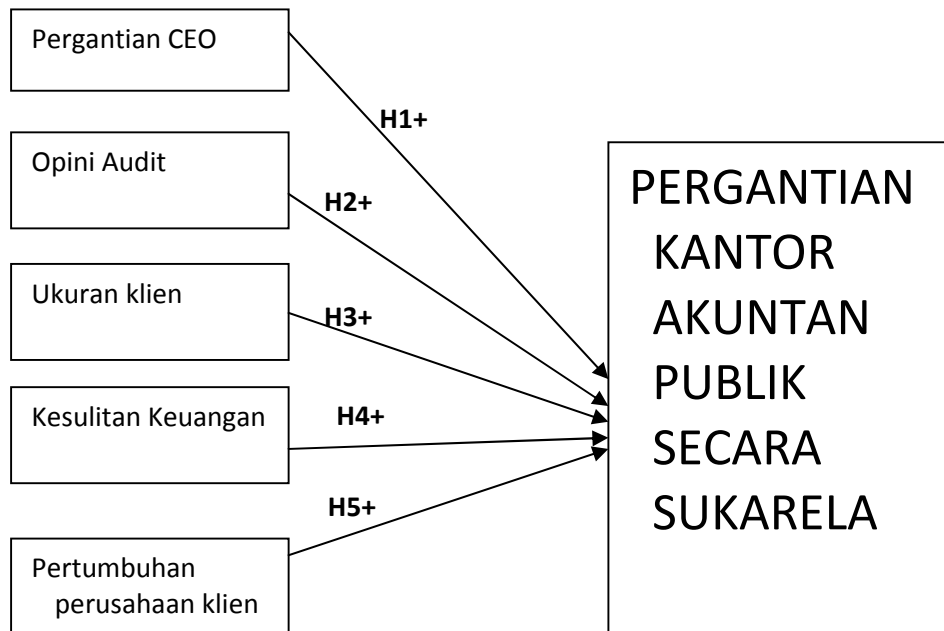 Pergantian CEO
H1+
Opini Audit
H2+
Ukuran klien
H3+
Kesulitan Keuangan
H4+
H5+
Pertumbuhan
perusahaan klien
PERGANTIAN
KANTOR
AKUNTAN
PUBLIK
SECARA
SUKARELA